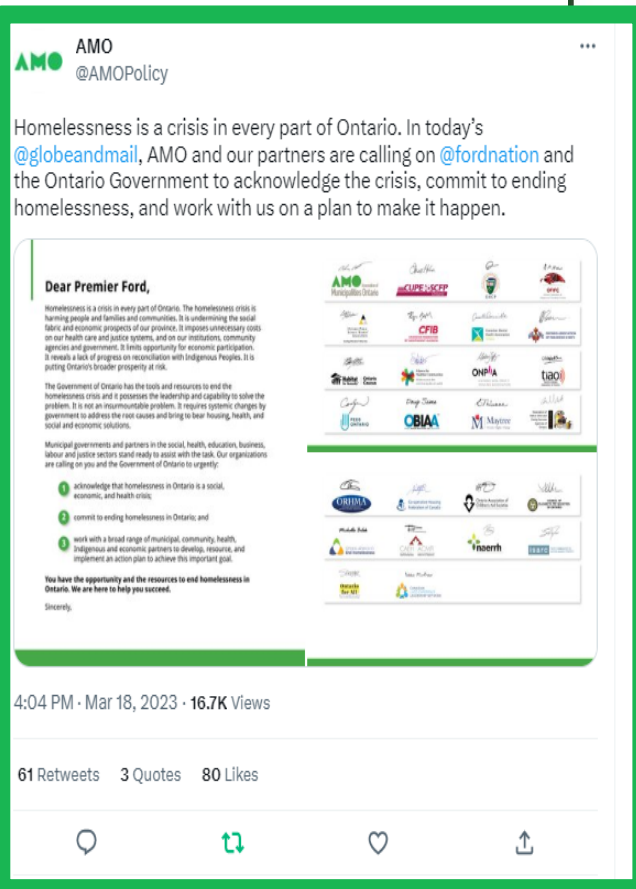 AMO
AMO
@AMOPolicy
Homelessness is a crisis in every part of Ontario. In today's
@globeandmail, AMO and our partners are calling on @fordnation and
the Ontario Government to acknowledge the crisis, commit to ending
homelessness, and work with us on a plan to make it happen.
Dear Premier Ford,
Homelessness is a crisis in every part of Ontario. The homelessness crisis is
harming people and families and communities. It is undermining the social
fabric and economic prospects of our province. It imposes unnecessary costs
on our health care and justice systems, and on our institutions, community
agencies and government. It limits opportunity for economic participation.
It reveals a lack of progress on reconciliation with Indigenous Peoples. It is
putting Ontario's broader prosperity at risk.
The Government of Ontario has the tools and resources to end the
homelessness crisis and it possesses the leadership and capability to solve the
problem. It is not an insurmountable problem. It requires systemic changes by
government to address the root causes and bring to bear housing, health, and
social and economic solutions.
Municipal governments and partners in the social, health, education, business,
labour and justice sectors stand ready to assist with the task. Our organizations
are calling on you and the Government of Ontario to urgently:
1 acknowledge that homelessness in Ontario is a social,
economic, and health crisis;
2 commit to ending homelessness in Ontario; and
3 work with a broad range of municipal, community, health,
Indigenous and economic partners to develop, resource, and
implement an action plan to achieve this important goal.
You have the opportunity and the resources to end homelessness in
Ontario. We are here to help you succeed.
Sincerely,
AMO
Municipalities Ontario
CUPE SCFP
CFIB
Habitat
ONPHA
tiao
OBIAA
Maytree
ORHMA
naerrh
4:04 PM · Mar 18, 2023 · 16.7K Views
61 Retweets 3 Quotes 80 Likes